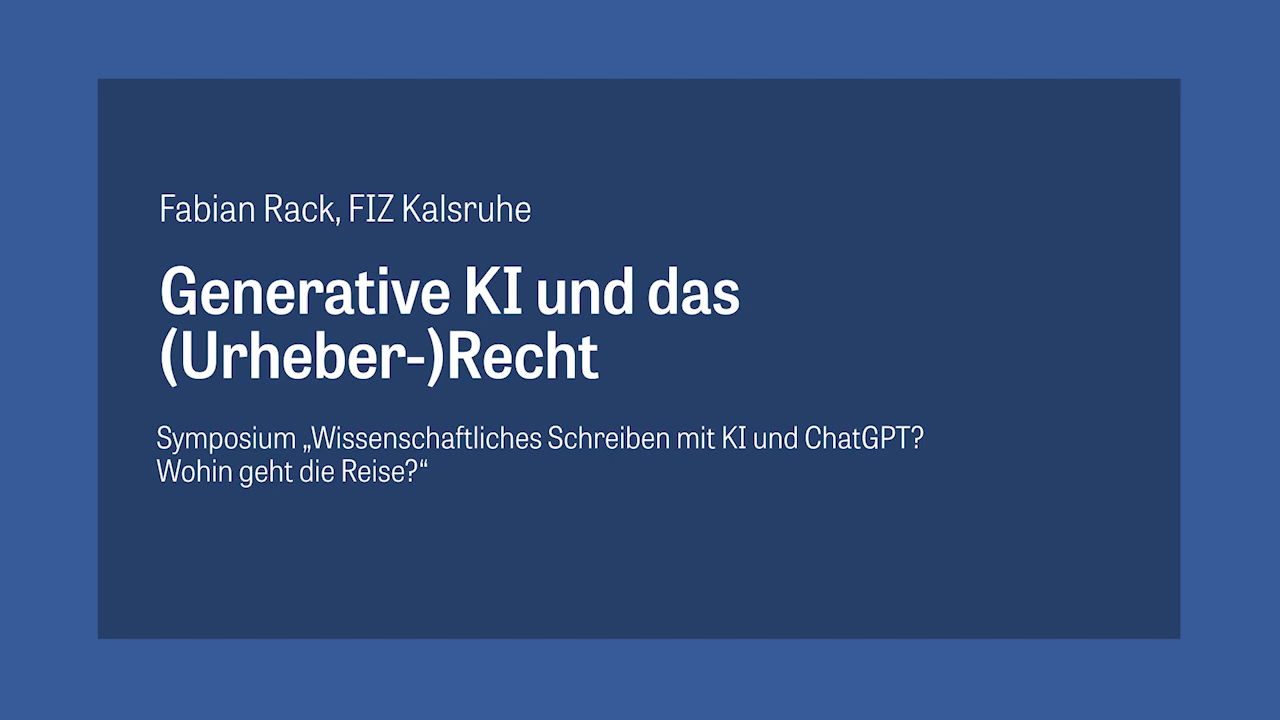 Fabian Rack, FIZ Kalsruhe
Generative KI und das
(Urheber-)Recht
Symposium „Wissenschaftliches Schreiben mit KI und ChatGPT?
Wohin geht die Reise?“